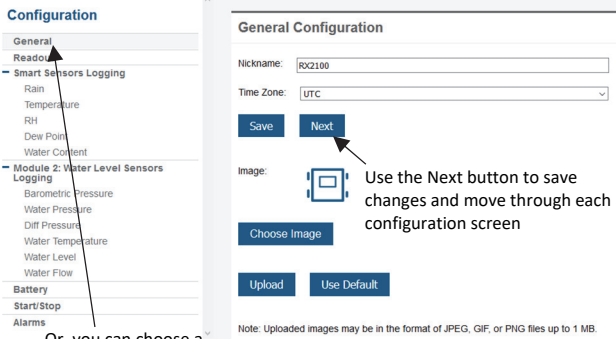 Configuration
General
Readout
Smart Sensors Logging
Rain
Temperature
RH
Dew Point
Water Content
Module 2: Water Level Sensors
Logging
Barometric Pressure
Water Pressure
Diff Pressure
Water Temperature
Water Level
Water Flow
Battery
Start/Stop
Alarms
Or, you can choose a
General Configuration
Nickname: RX2100
Time Zone: UTC
Save Next
Image:
Use the Next button to save
changes and move through each
configuration screen
Choose Image
Upload Use Default
Note: Uploaded images may be in the format of JPEG, GIF, or PNG files up to 1 MB.